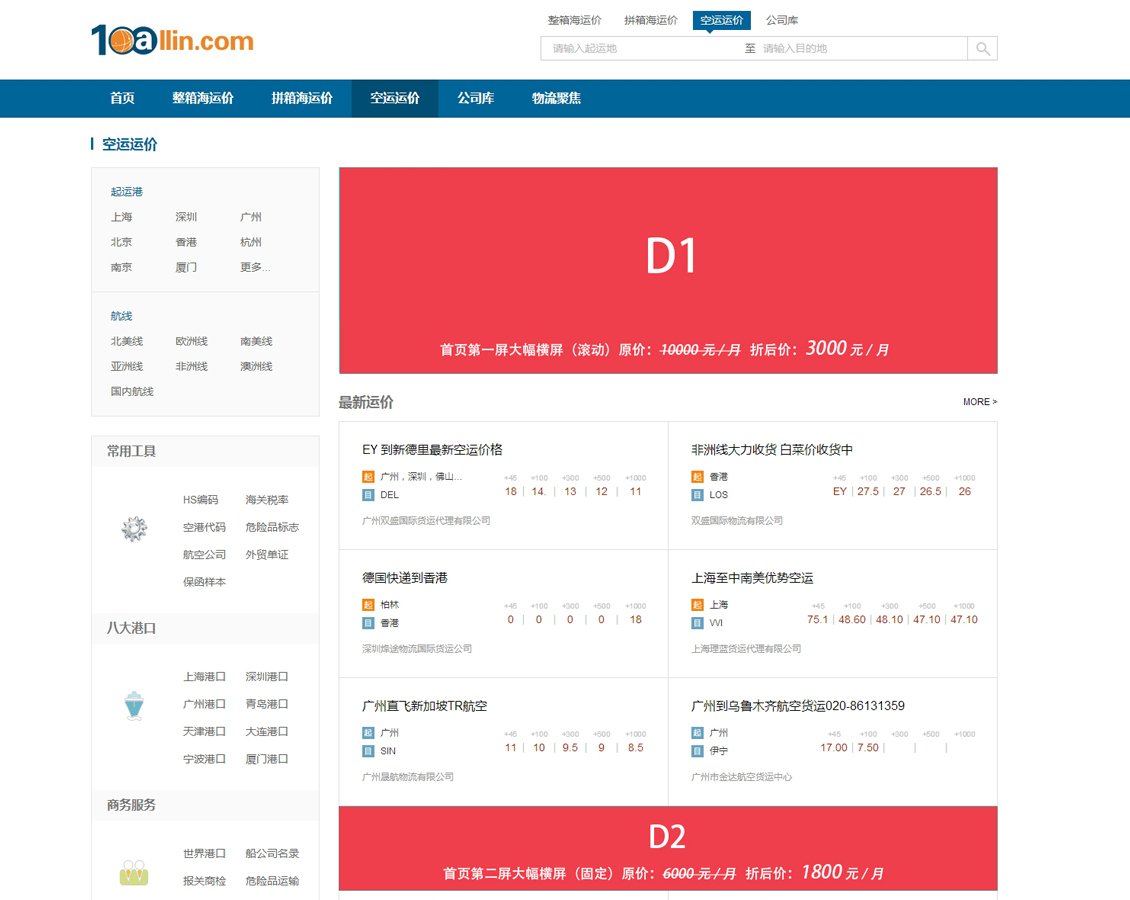 整箱海运价 拼箱海运价 空运运价 公司库
10allin.com
请输入起运地 至 请输入目的地
首页 整箱海运价 拼箱海运价 空运运价 公司库 物流聚焦
空运运价
起运港
上海 深圳 广州
北京 香港 杭州
南京 厦门 更多...
航线
北美线 欧洲线 南美线
亚洲线 非洲线 澳洲线
国内航线
常用工具
HS编码 海关税率
空港代码 危险品标志
航空公司 外贸单证
保函样本
八大港口
上海港口 深圳港口
广州港口 青岛港口
天津港口 大连港口
宁波港口 厦门港口
商务服务
世界港口 船公司名录
报关商检 危险品运输
D1
首页第一屏大幅横屏（滚动）原价：10000 元 / 月 折后价：3000 元 / 月
最新运价 MORE >
EY 到新德里最新空运价格
起 广州，深圳，佛山... +45 +100 +300 +500 +1000
目 DEL 18 | 14. | 13 | 12 | 11
广州双盛国际货运代理有限公司
非洲线大力收货 白菜价收货中
起 香港 +45 +100 +300 +500 +1000
目 LOS EY | 27.5 | 27 | 26.5 | 26
双盛国际物流有限公司
德国快递到香港
起 柏林 +45 +100 +300 +500 +1000
目 香港 0 | 0 | 0 | 0 | 18
深圳烽途物流国际货运公司
上海至中南美优势空运
起 上海 +45 +100 +300 +500 +1000
目 VVI 75.1 | 48.60 | 48.10 | 47.10 | 47.10
上海理蓝货运代理有限公司
广州直飞新加坡TR航空
起 广州 +45 +100 +300 +500 +1000
目 SIN 11 | 10 | 9.5 | 9 | 8.5
广州晟航物流有限公司
广州到乌鲁木齐航空货运020-86131359
起 广州 +45 +100 +300 +500 +1000
目 伊宁 17.00 | 7.50 | | |
广州市金达航空货运中心
D2
首页第二屏大幅横屏（固定）原价：6000 元 / 月 折后价：1800 元 / 月